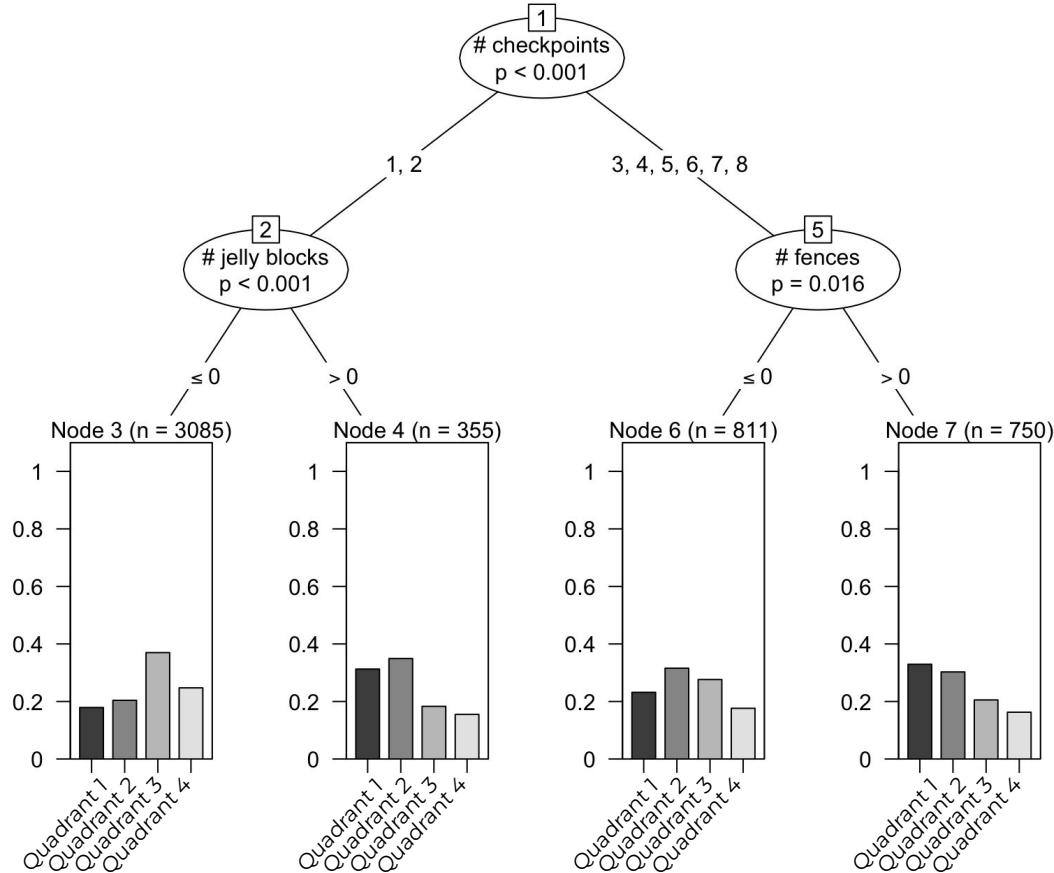 1
# checkpoints
p < 0.001
1, 2
3, 4, 5, 6, 7, 8
2
# jelly blocks
p < 0.001
5
# fences
p = 0.016
≤ 0
> 0
≤ 0
> 0
Node 3 (n = 3085)
1
0.8
0.6
0.4
0.2
0
Quadrant 1
Quadrant 2
Quadrant 3
Quadrant 4
Node 4 (n = 355)
1
0.8
0.6
0.4
0.2
0
Quadrant 1
Quadrant 2
Quadrant 3
Quadrant 4
Node 6 (n = 811)
1
0.8
0.6
0.4
0.2
0
Quadrant 1
Quadrant 2
Quadrant 3
Quadrant 4
Node 7 (n = 750)
1
0.8
0.6
0.4
0.2
0
Quadrant 1
Quadrant 2
Quadrant 3
Quadrant 4